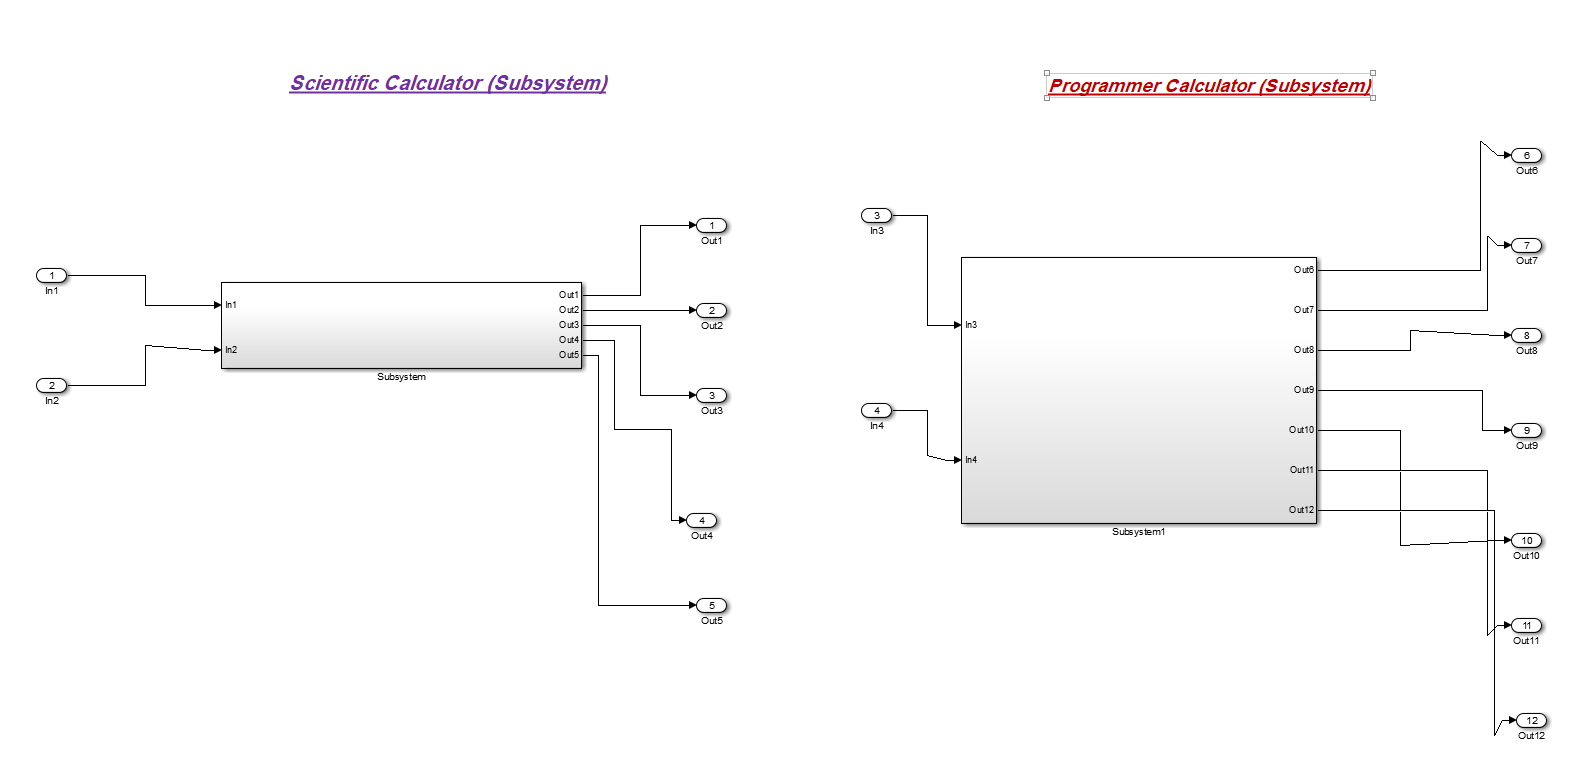 Scientific Calculator (Subsystem)
1
In1
2
In2
In1
In2
Out1
Out2
Out3
Out4
Out5
Subsystem
1
Out1
2
Out2
3
Out3
4
Out4
5
Out5
Programmer Calculator (Subsystem)
3
In3
4
In4
In3
In4
Out6
Out7
Out8
Out9
Out10
Out11
Out12
Subsystem1
6
Out6
7
Out7
8
Out8
9
Out9
10
Out10
11
Out11
12
Out12